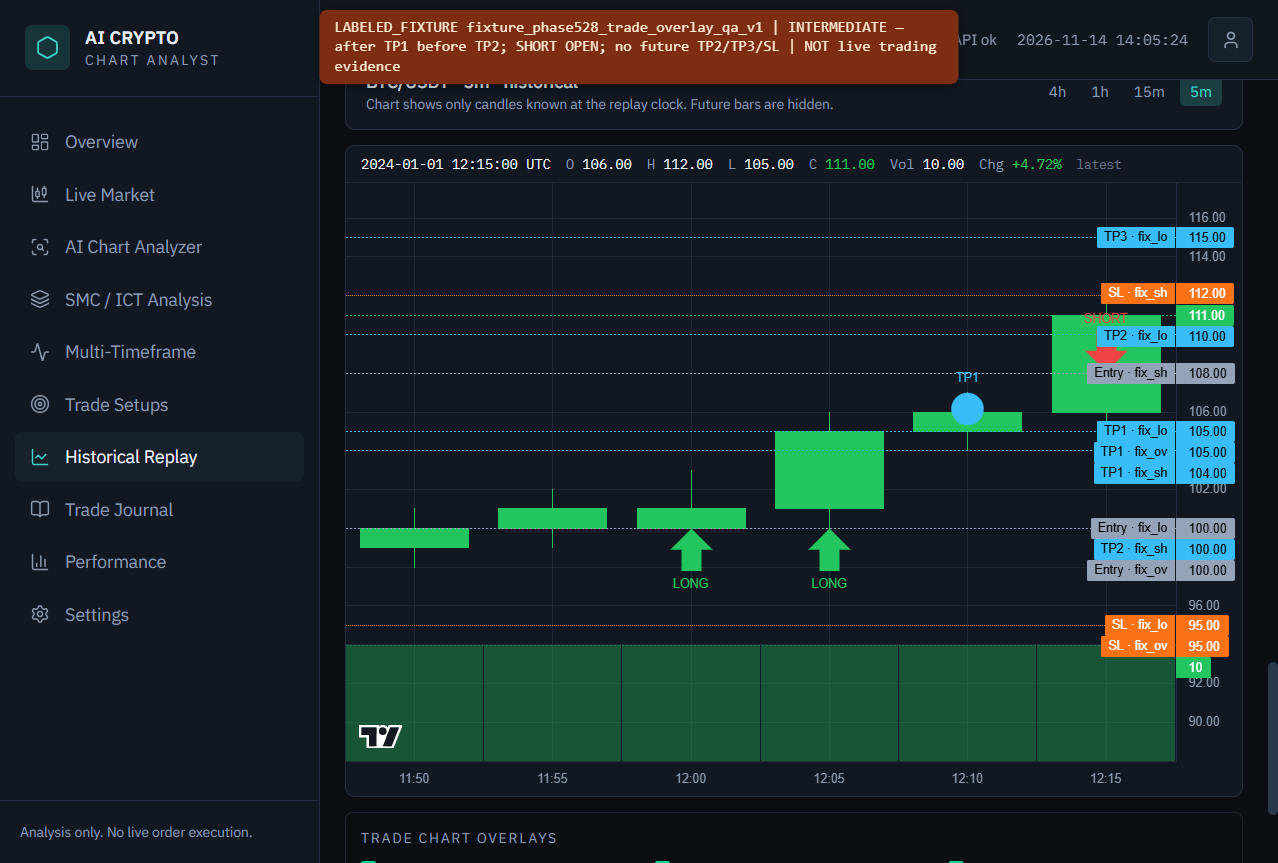 AI CRYPTO
CHART ANALYST
LABELED_FIXTURE fixture_phase528_trade_overlay_qa_v1 | INTERMEDIATE —
after TP1 before TP2; SHORT OPEN; no future TP2/TP3/SL | NOT live trading
evidence
API ok
2026-11-14 14:05:24
Overview
Live Market
AI Chart Analyzer
SMC / ICT Analysis
Multi-Timeframe
Trade Setups
Historical Replay
Trade Journal
Performance
Settings
Analysis only. No live order execution.
BTC/USDT · 5m · historical
Chart shows only candles known at the replay clock. Future bars are hidden.
4h 1h 15m 5m
2024-01-01 12:15:00 UTC O 106.00 H 112.00 L 105.00 C 111.00 Vol 10.00 Chg +4.72% latest
116.00
TP3 · fix_lo 115.00
114.00
SL · fix_sh 112.00
111.00
SHORT
TP2 · fix_lo 110.00
Entry · fix_sh 108.00
TP1
106.00
TP1 · fix_lo 105.00
TP1 · fix_ov 105.00
TP1 · fix_sh 104.00
102.00
Entry · fix_lo 100.00
TP2 · fix_sh 100.00
Entry · fix_ov 100.00
LONG
LONG
96.00
SL · fix_lo 95.00
SL · fix_ov 95.00
10
92.00
90.00
11:50 11:55 12:00 12:05 12:10 12:15
TRADE CHART OVERLAYS